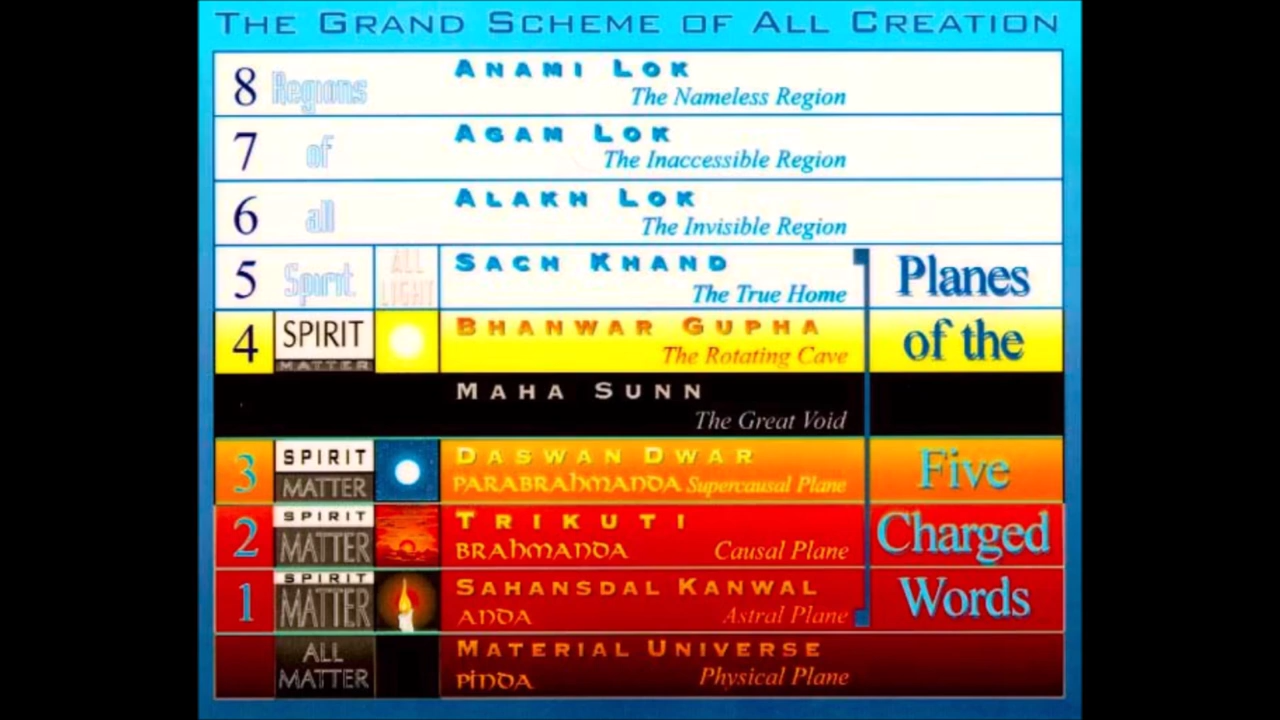 THE GRAND SCHEME OF ALL CREATION
8 Regions ANAMI LOK
The Nameless Region
7 of AGAM LOK
The Inaccessible Region
6 all ALAKH LOK
The Invisible Region
5 Spirit ALL LIGHT SACH KHAND
The True Home
Planes
4 SPIRIT MATTER BHANWAR GUPHA
The Rotating Cave
of the
MAHA SUNN
The Great Void
3 SPIRIT MATTER DASWAN DWAR
PARABRAHMANDA Supercausal Plane
Five
2 SPIRIT MATTER TRIKUTI
BRAHMANDA Causal Plane
Charged
1 SPIRIT MATTER SAHANSDAL KANWAL
ANDA Astral Plane
Words
ALL MATTER MATERIAL UNIVERSE
PINDA Physical Plane